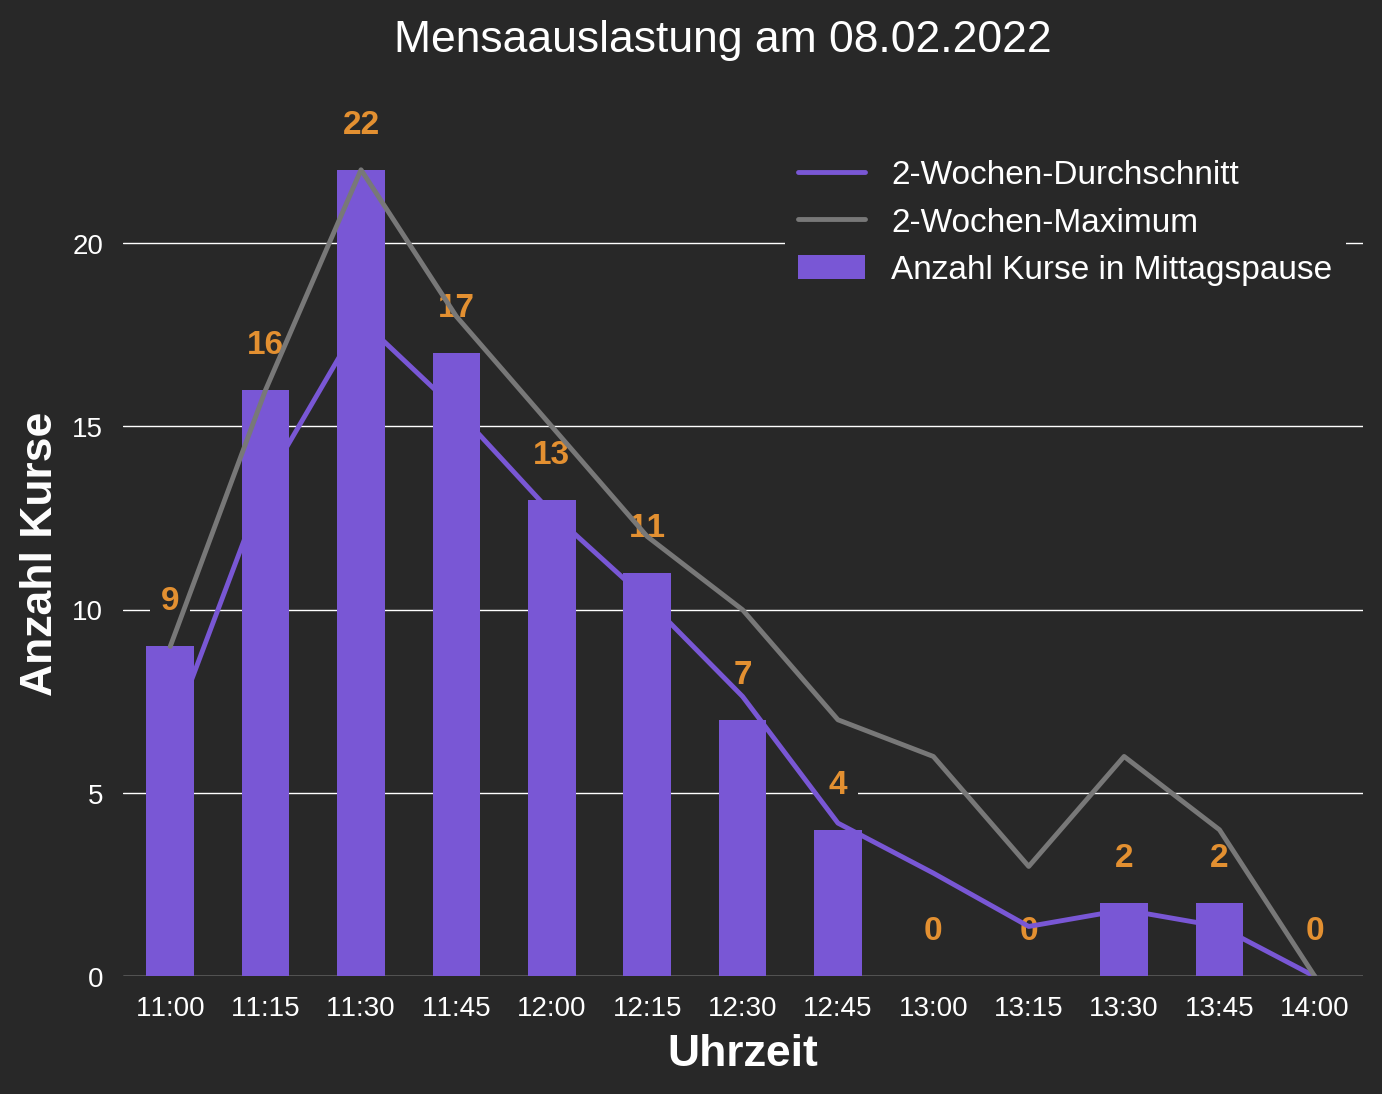 Mensaauslastung am 08.02.2022
22
2-Wochen-Durchschnitt
2-Wochen-Maximum
Anzahl Kurse in Mittagspause
20
17
16
15
13
11
10
9
7
5
4
2
2
0
0
0
0
Anzahl Kurse
11:00 11:15 11:30 11:45 12:00 12:15 12:30 12:45 13:00 13:15 13:30 13:45 14:00
Uhrzeit